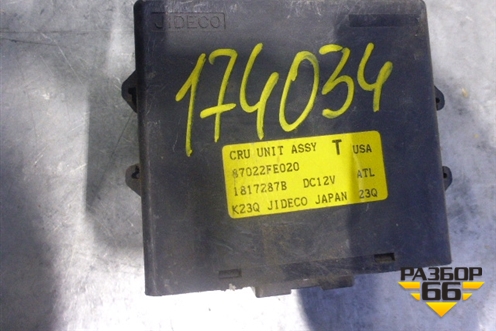 JIDECO
174034
CRU UNIT ASSY T USA
87022FE020
1817287B DC12V ATL
K23Q JIDECO JAPAN 23Q
РАЗБОР
66